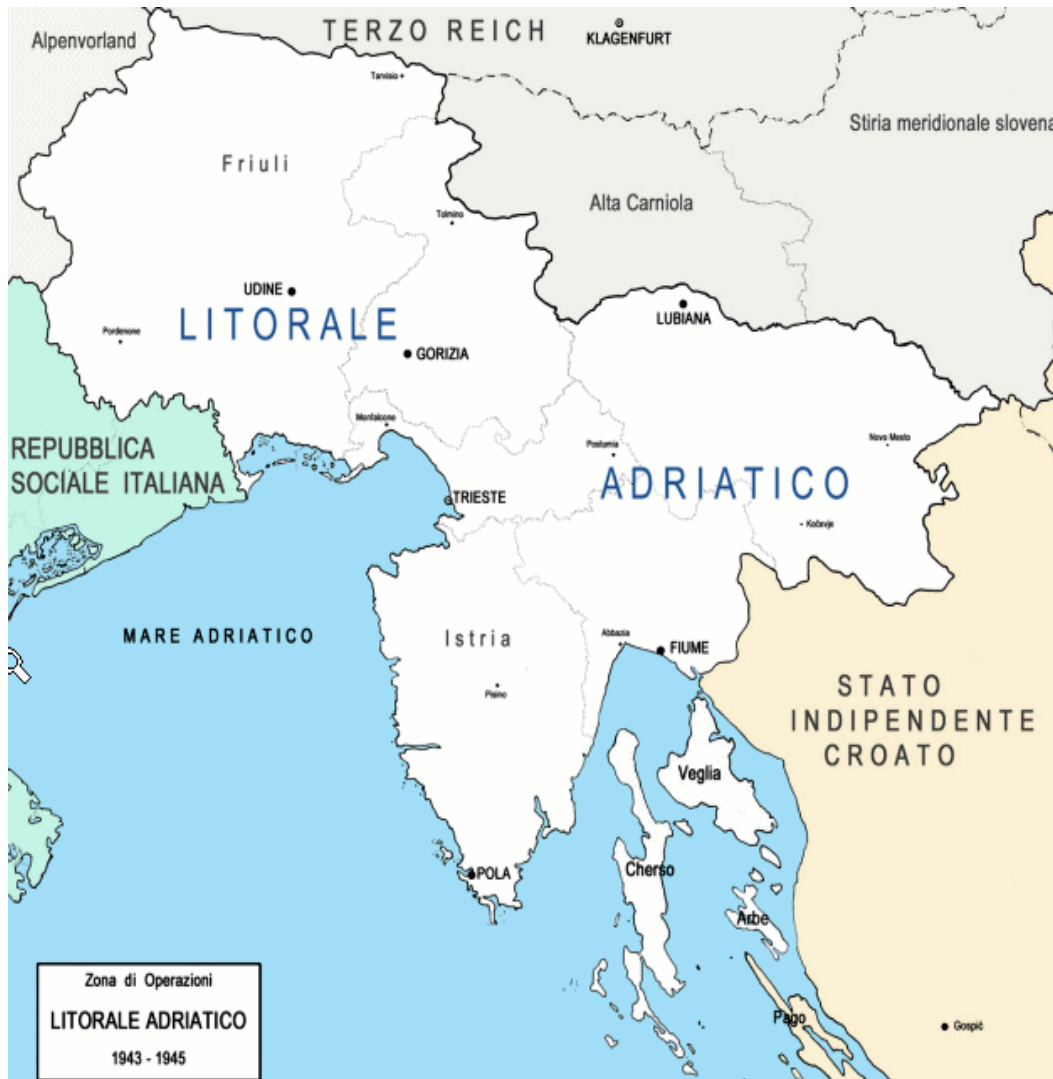 TERZO REICH
KLAGENFURT
Alpenvorland
Tarvisio
Stiria meridionale slovena
Friuli
Alta Carniola
Tolmino
UDINE
LITORALE
LUBIANA
Pordenone
GORIZIA
Monfalcone
REPUBBLICA
SOCIALE ITALIANA
Postumia
Novo Mesto
ADRIATICO
TRIESTE
Kočevje
MARE ADRIATICO
Istria
Abbazia
FIUME
Pisino
STATO
INDIPENDENTE
CROATO
Veglia
POLA
Cherso
Arbe
Pago
Gospič
Zona di Operazioni
LITORALE ADRIATICO
1943 - 1945